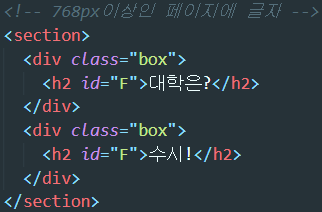 <!-- 768px이상인 페이지에 글자 -->
<section>
<div class="box">
<h2 id="F">대학은?</h2>
</div>
<div class="box">
<h2 id="F">수시!</h2>
</div>
</section>